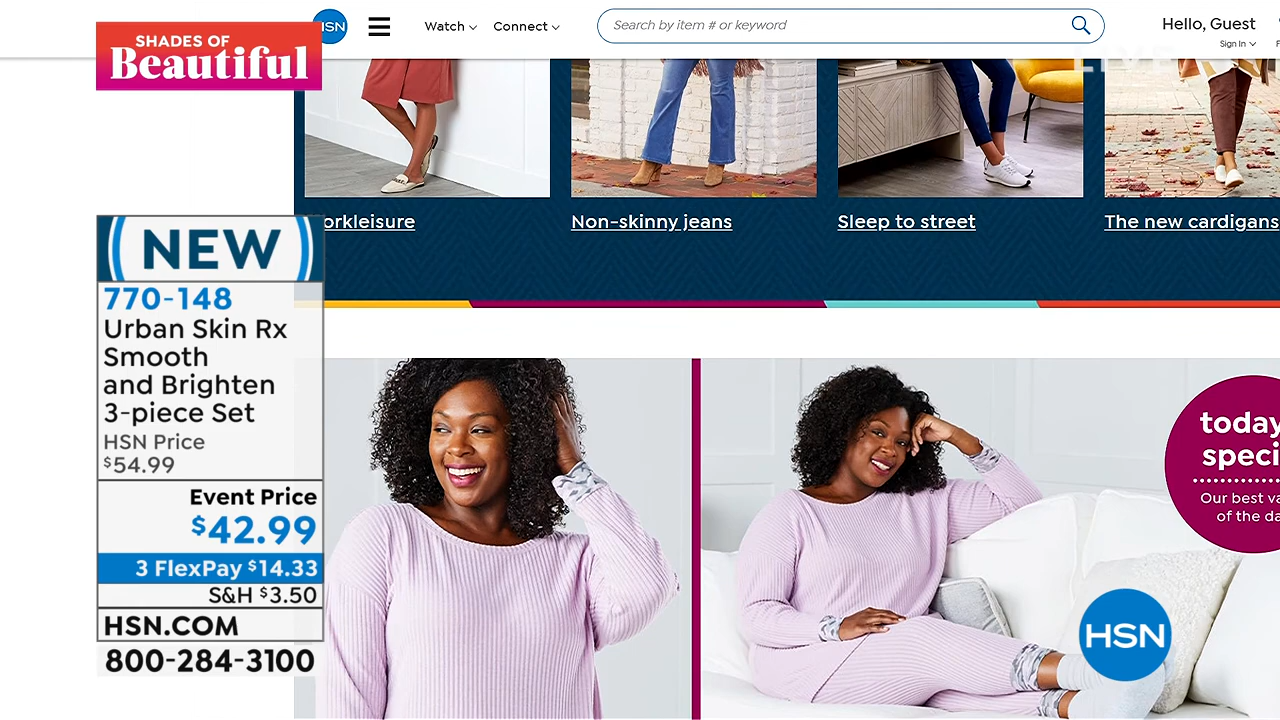 SHADES OF
Beautiful
HSN
Watch
Connect
Search by item # or keyword
Hello, Guest
Sign In
LIVE
orkleisure
Non-skinny jeans
Sleep to street
The new cardigans
NEW
770-148
Urban Skin Rx
Smooth
and Brighten
3-piece Set
HSN Price
$54.99
Event Price
$42.99
3 FlexPay $14.33
S&H $3.50
HSN.COM
800-284-3100
today
speci
Our best va
of the da
HSN